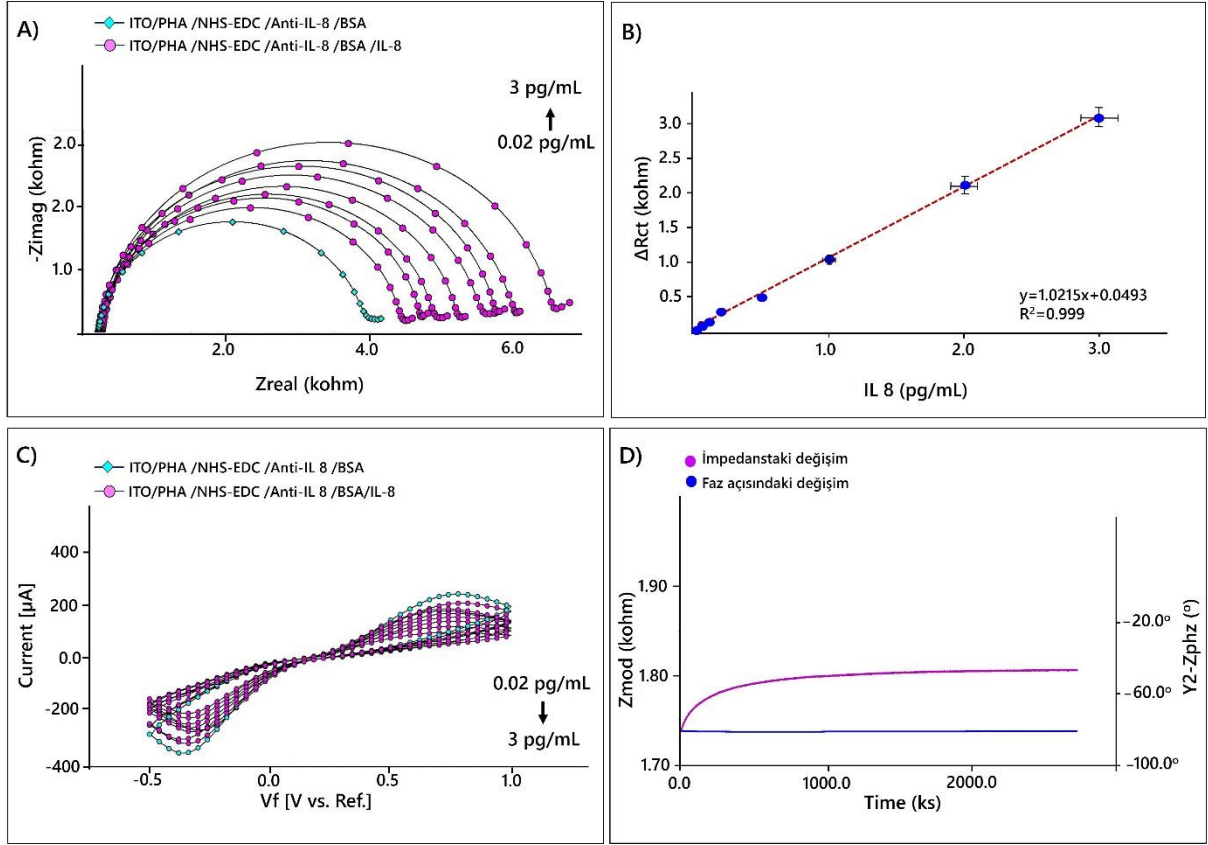 A)
ITO/PHA /NHS-EDC /Anti-IL-8 /BSA
ITO/PHA /NHS-EDC /Anti-IL-8 /BSA /IL-8
3 pg/mL
0.02 pg/mL
-Zimag (kohm)
2.0
2.0
1.0
2.0
4.0
6.0
Zreal (kohm)
B)
ΔRct (kohm)
3.0
2.5
2.0
1.5
1.0
0.5
y=1.0215x+0.0493
R²=0.999
1.0
2.0
3.0
IL 8 (pg/mL)
C)
ITO/PHA /NHS-EDC /Anti-IL 8 /BSA
ITO/PHA /NHS-EDC /Anti-IL 8 /BSA/IL-8
Current [µA]
400
200
0.0
-200
-400
0.02 pg/mL
3 pg/mL
-0.5
0.0
0.5
1.0
Vf [V vs. Ref.]
D)
İmpedanstaki değişim
Faz açısındaki değişim
Zmod (kohm)
1.90
1.80
1.70
−20.0°
−60.0°
−100.0°
Y2-Zphz (°)
0.0
1000.0
2000.0
Time (ks)